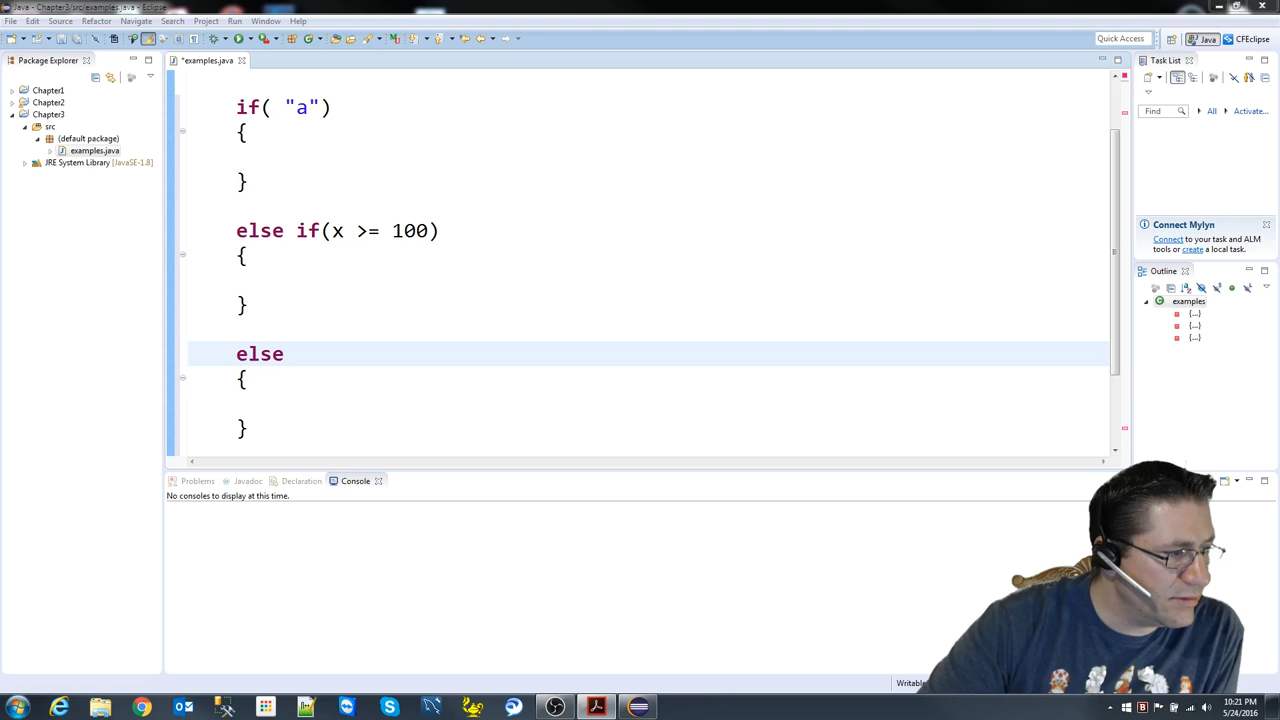 Java - Chapter3/src/examples.java - Eclipse
File Edit Source Refactor Navigate Search Project Run Window Help
Quick Access
Java
CFEclipse
Package Explorer
Chapter1
Chapter2
Chapter3
src
(default package)
examples.java
JRE System Library [JavaSE-1.8]
*examples.java
if( "a")
{
}
else if(x >= 100)
{
}
else
{
}
Task List
Find
All
Activate...
Connect Mylyn
Connect to your task and ALM
tools or create a local task.
Outline
examples
{...}
{...}
{...}
Problems
Javadoc
Declaration
Console
No consoles to display at this time.
Writable
10:21 PM
5/24/2016